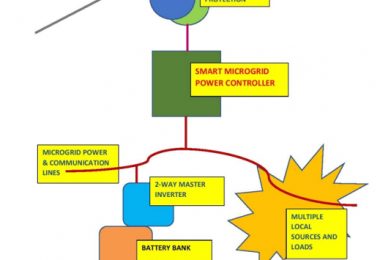 PROTECTION
SMART MICROGRID
POWER CONTROLLER
MICROGRID POWER
& COMMUNICATION
LINES
2-WAY MASTER
INVERTER
MULTIPLE
LOCAL
SOURCES AND
LOADS
BATTERY BANK